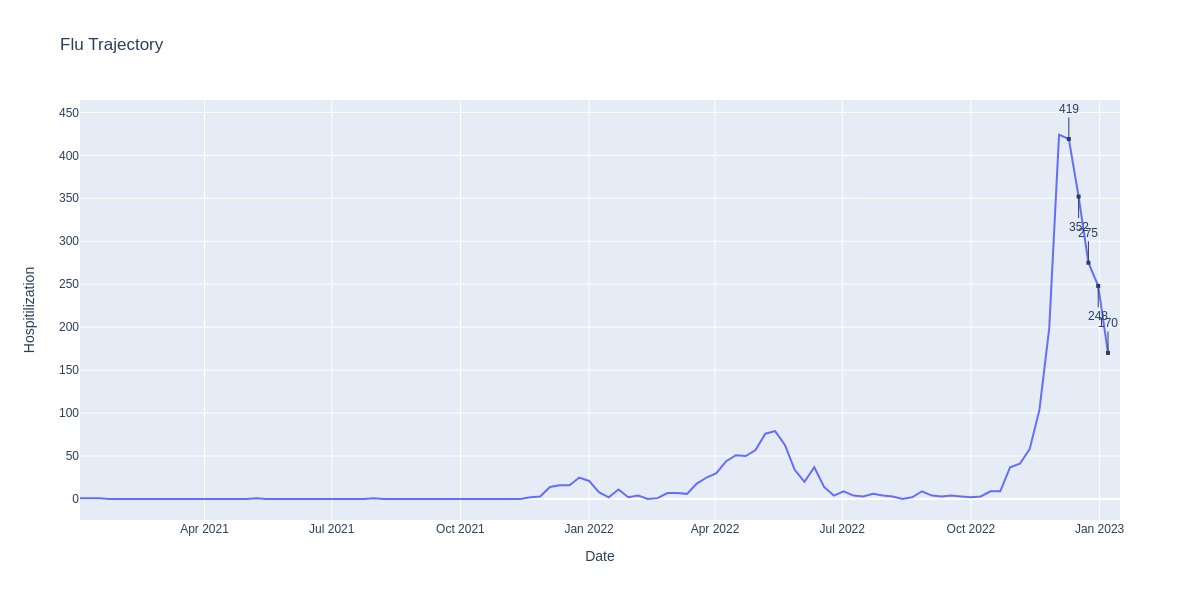 Flu Trajectory
450
400
350
300
250
200
150
100
50
0
Hospitilization
419
352
275
248
170
Apr 2021
Jul 2021
Oct 2021
Jan 2022
Apr 2022
Jul 2022
Oct 2022
Jan 2023
Date